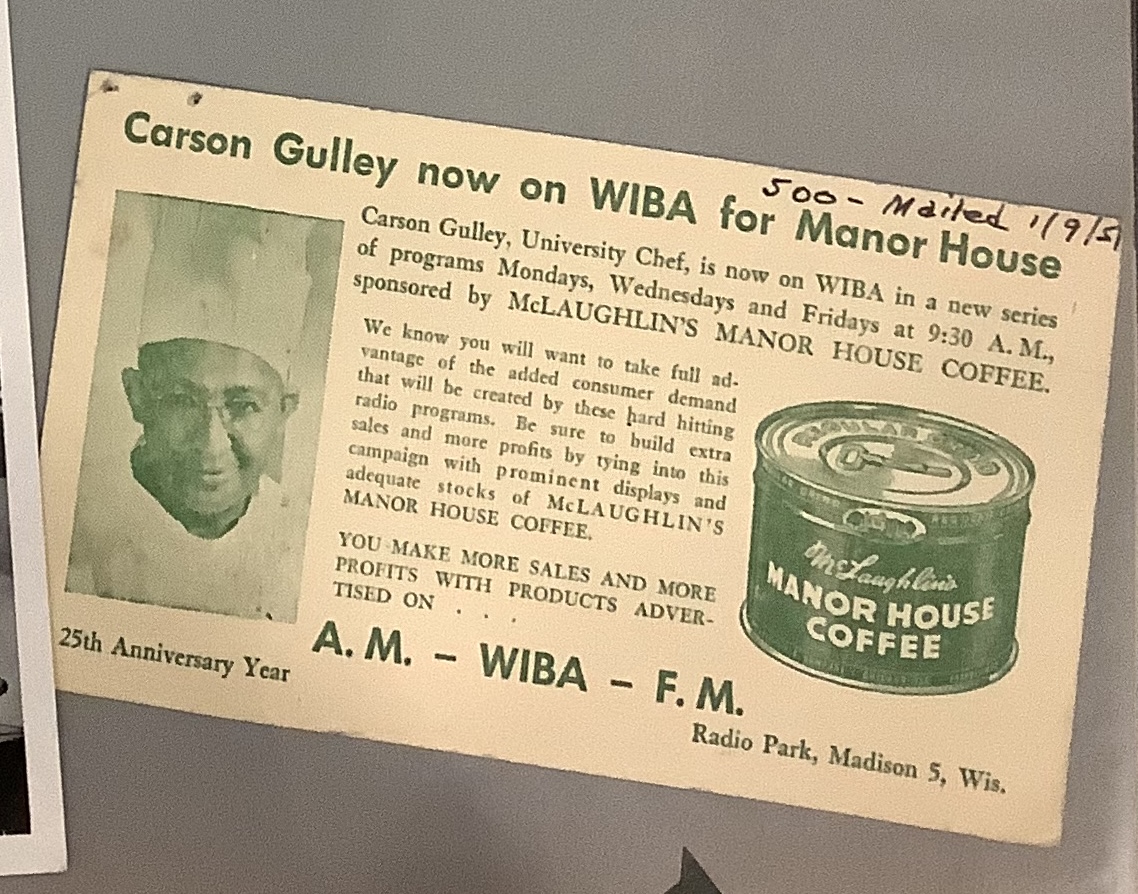 Carson Gulley now on WIBA for Manor House
500 - Mailed 1/9/51
Carson Gulley, University Chef, is now on WIBA in a new series
of programs Mondays, Wednesdays and Fridays at 9:30 A. M.,
sponsored by McLAUGHLIN'S MANOR HOUSE COFFEE.
We know you will want to take full ad-
vantage of the added consumer demand
that will be created by these hard hitting
radio programs. Be sure to build extra
sales and more profits by tying into this
campaign with prominent displays and
adequate stocks of McLAUGHLIN'S
MANOR HOUSE COFFEE.
YOU MAKE MORE SALES AND MORE
PROFITS WITH PRODUCTS ADVER-
TISED ON . . .
REGULAR GRIND
McLaughlin's
MANOR HOUSE
COFFEE
25th Anniversary Year
A. M. - WIBA - F. M.
Radio Park, Madison 5, Wis.